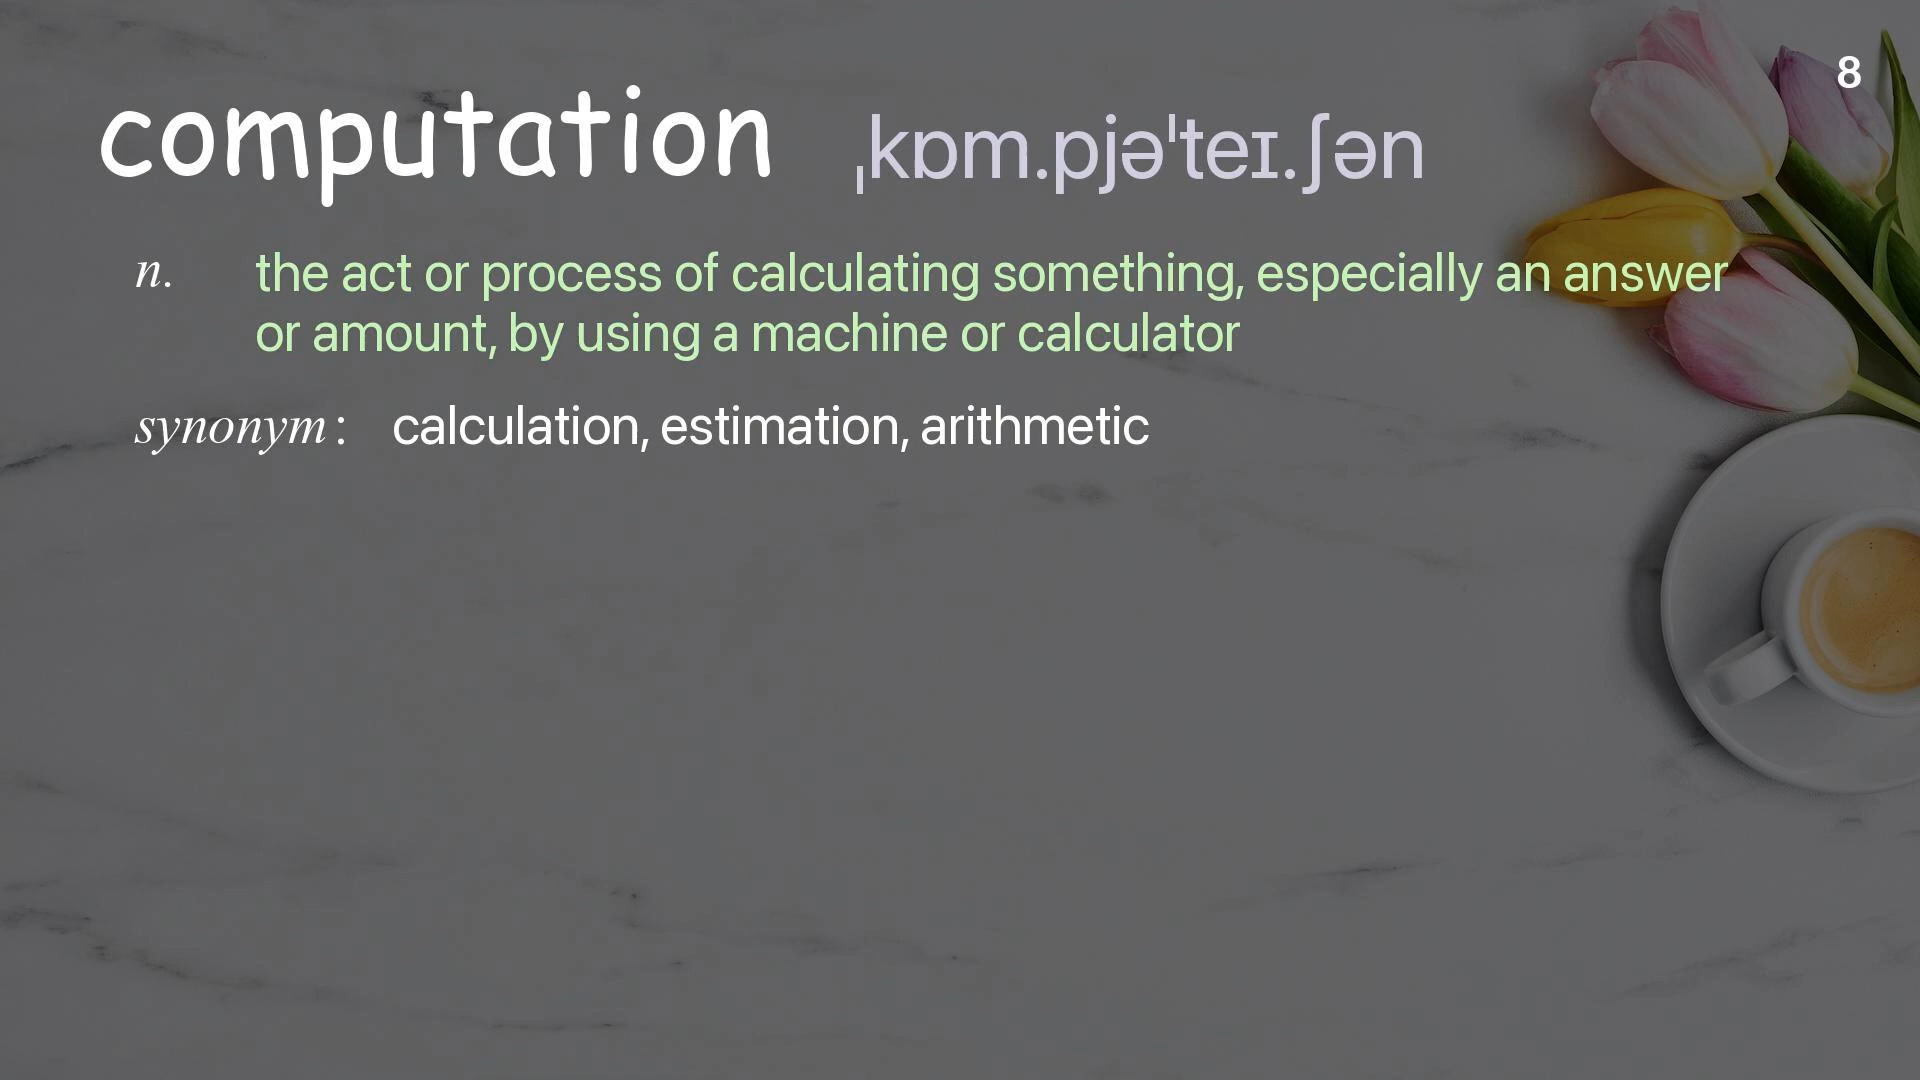 8
computation ˌkɒm.pjəˈteɪ.ʃən
n. the act or process of calculating something, especially an answer
or amount, by using a machine or calculator
synonym: calculation, estimation, arithmetic